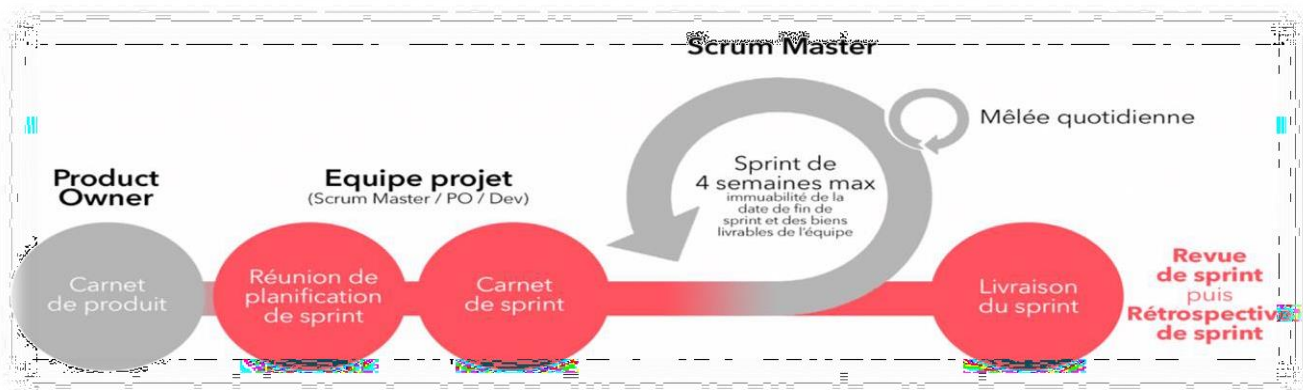 Scrum Master
Mêlée quotidienne
Product
Owner
Equipe projet
(Scrum Master / PO / Dev)
Sprint de
4 semaines max
immuabilité de la
date de fin de
sprint et des biens
livrables de l'équipe
Carnet
de produit
Réunion de
planification
de sprint
Carnet
de sprint
Livraison
du sprint
Revue
de sprint
puis
Rétrospective
de sprint